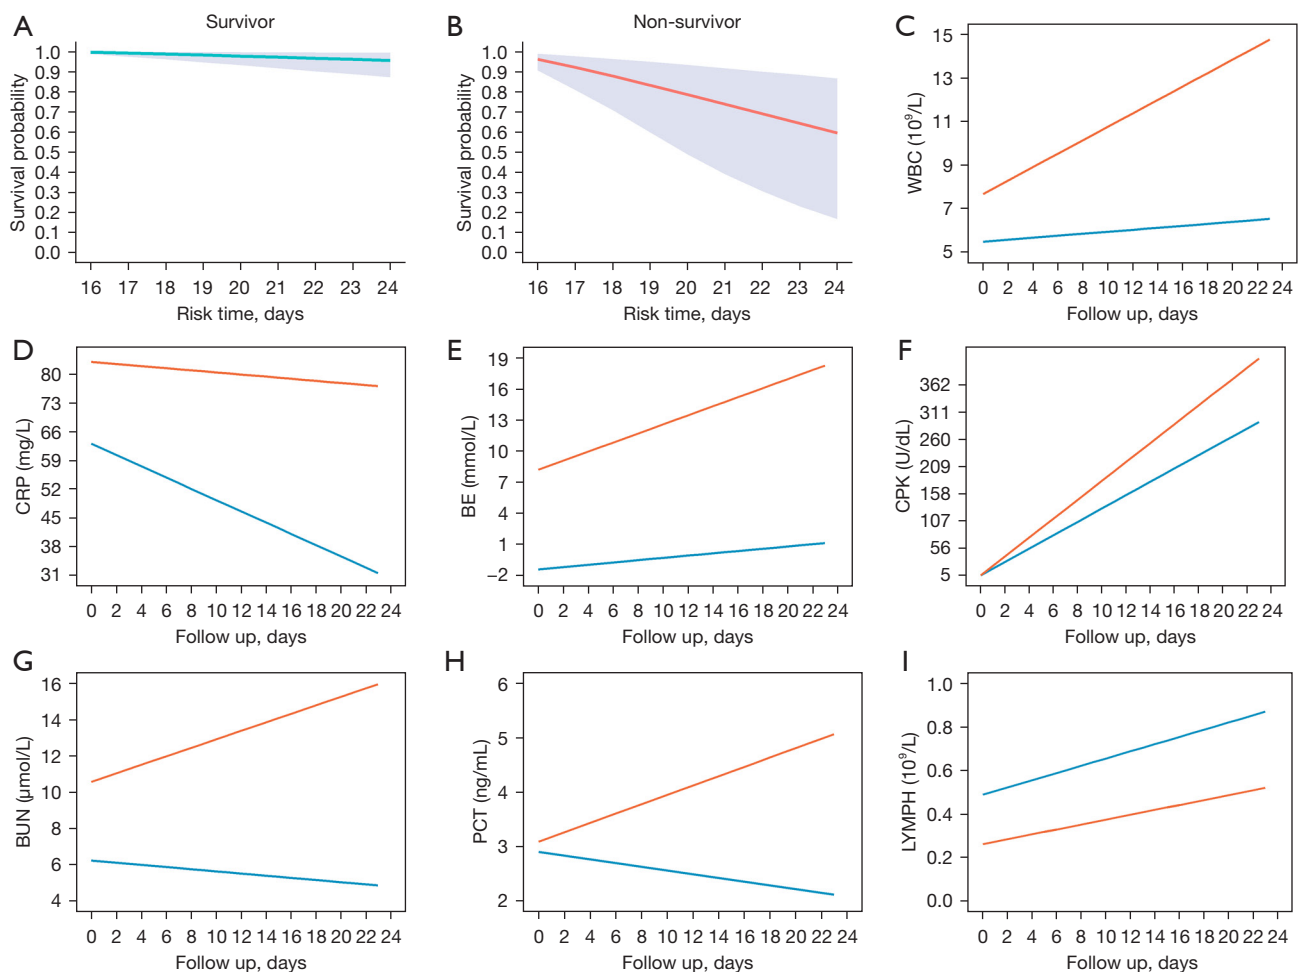 A
Survivor
Survival probability
1.0
0.9
0.8
0.7
0.6
0.5
0.4
0.3
0.2
0.1
0.0
16 17 18 19 20 21 22 23 24
Risk time, days
B
Non-survivor
Survival probability
1.0
0.9
0.8
0.7
0.6
0.5
0.4
0.3
0.2
0.1
0.0
16 17 18 19 20 21 22 23 24
Risk time, days
C
WBC (10⁹/L)
15
13
11
9
7
5
0 2 4 6 8 10 12 14 16 18 20 22 24
Follow up, days
D
CRP (mg/L)
80
73
66
59
52
45
38
31
0 2 4 6 8 10 12 14 16 18 20 22 24
Follow up, days
E
BE (mmol/L)
19
16
13
10
7
4
1
−2
0 2 4 6 8 10 12 14 16 18 20 22 24
Follow up, days
F
CPK (U/dL)
362
311
260
209
158
107
56
5
0 2 4 6 8 10 12 14 16 18 20 22 24
Follow up, days
G
BUN (μmol/L)
16
14
12
10
8
6
4
0 2 4 6 8 10 12 14 16 18 20 22 24
Follow up, days
H
PCT (ng/mL)
6
5
4
3
2
0 2 4 6 8 10 12 14 16 18 20 22 24
Follow up, days
I
LYMPH (10⁹/L)
1.0
0.8
0.6
0.4
0.2
0.0
0 2 4 6 8 10 12 14 16 18 20 22 24
Follow up, days